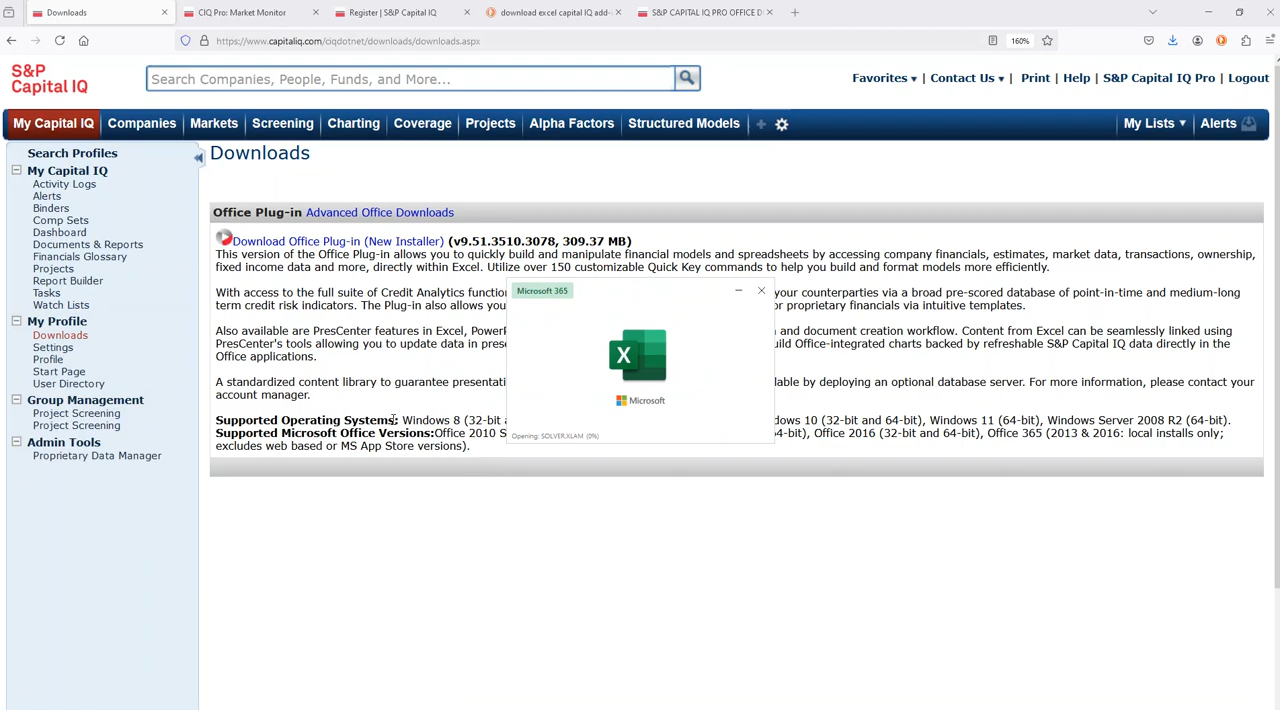 Downloads
CIQ Pro: Market Monitor
Register | S&P Capital IQ
download excel capital IQ add-
S&P CAPITAL IQ PRO OFFICE D
https://www.capitaliq.com/ciqdotnet/downloads/downloads.aspx
160%
S&P
Capital IQ
Search Companies, People, Funds, and More...
Favorites | Contact Us | Print | Help | S&P Capital IQ Pro | Logout
My Capital IQ Companies Markets Screening Charting Coverage Projects Alpha Factors Structured Models My Lists Alerts
Search Profiles
My Capital IQ
Activity Logs
Alerts
Binders
Comp Sets
Dashboard
Documents & Reports
Financials Glossary
Projects
Report Builder
Tasks
Watch Lists
My Profile
Downloads
Settings
Profile
Start Page
User Directory
Group Management
Project Screening
Project Screening
Admin Tools
Proprietary Data Manager
Downloads
Office Plug-in Advanced Office Downloads
Download Office Plug-in (New Installer) (v9.51.3510.3078, 309.37 MB)
This version of the Office Plug-in allows you to quickly build and manipulate financial models and spreadsheets by accessing company financials, estimates, market data, transactions, ownership,
fixed income data and more, directly within Excel. Utilize over 150 customizable Quick Key commands to help you build and format models more efficiently.
With access to the full suite of Credit Analytics function your counterparties via a broad pre-scored database of point-in-time and medium-long
term credit risk indicators. The Plug-in also allows you or proprietary financials via intuitive templates.
Also available are PresCenter features in Excel, PowerP and document creation workflow. Content from Excel can be seamlessly linked using
PresCenter's tools allowing you to update data in prese uild Office-integrated charts backed by refreshable S&P Capital IQ data directly in the
Office applications.
A standardized content library to guarantee presentati lable by deploying an optional database server. For more information, please contact your
account manager.
Supported Operating Systems: Windows 8 (32-bit a dows 10 (32-bit and 64-bit), Windows 11 (64-bit), Windows Server 2008 R2 (64-bit).
Supported Microsoft Office Versions:Office 2010 S 64-bit), Office 2016 (32-bit and 64-bit), Office 365 (2013 & 2016: local installs only;
excludes web based or MS App Store versions).
Microsoft 365
X
Microsoft
Opening: SOLVER.XLAM (0%)